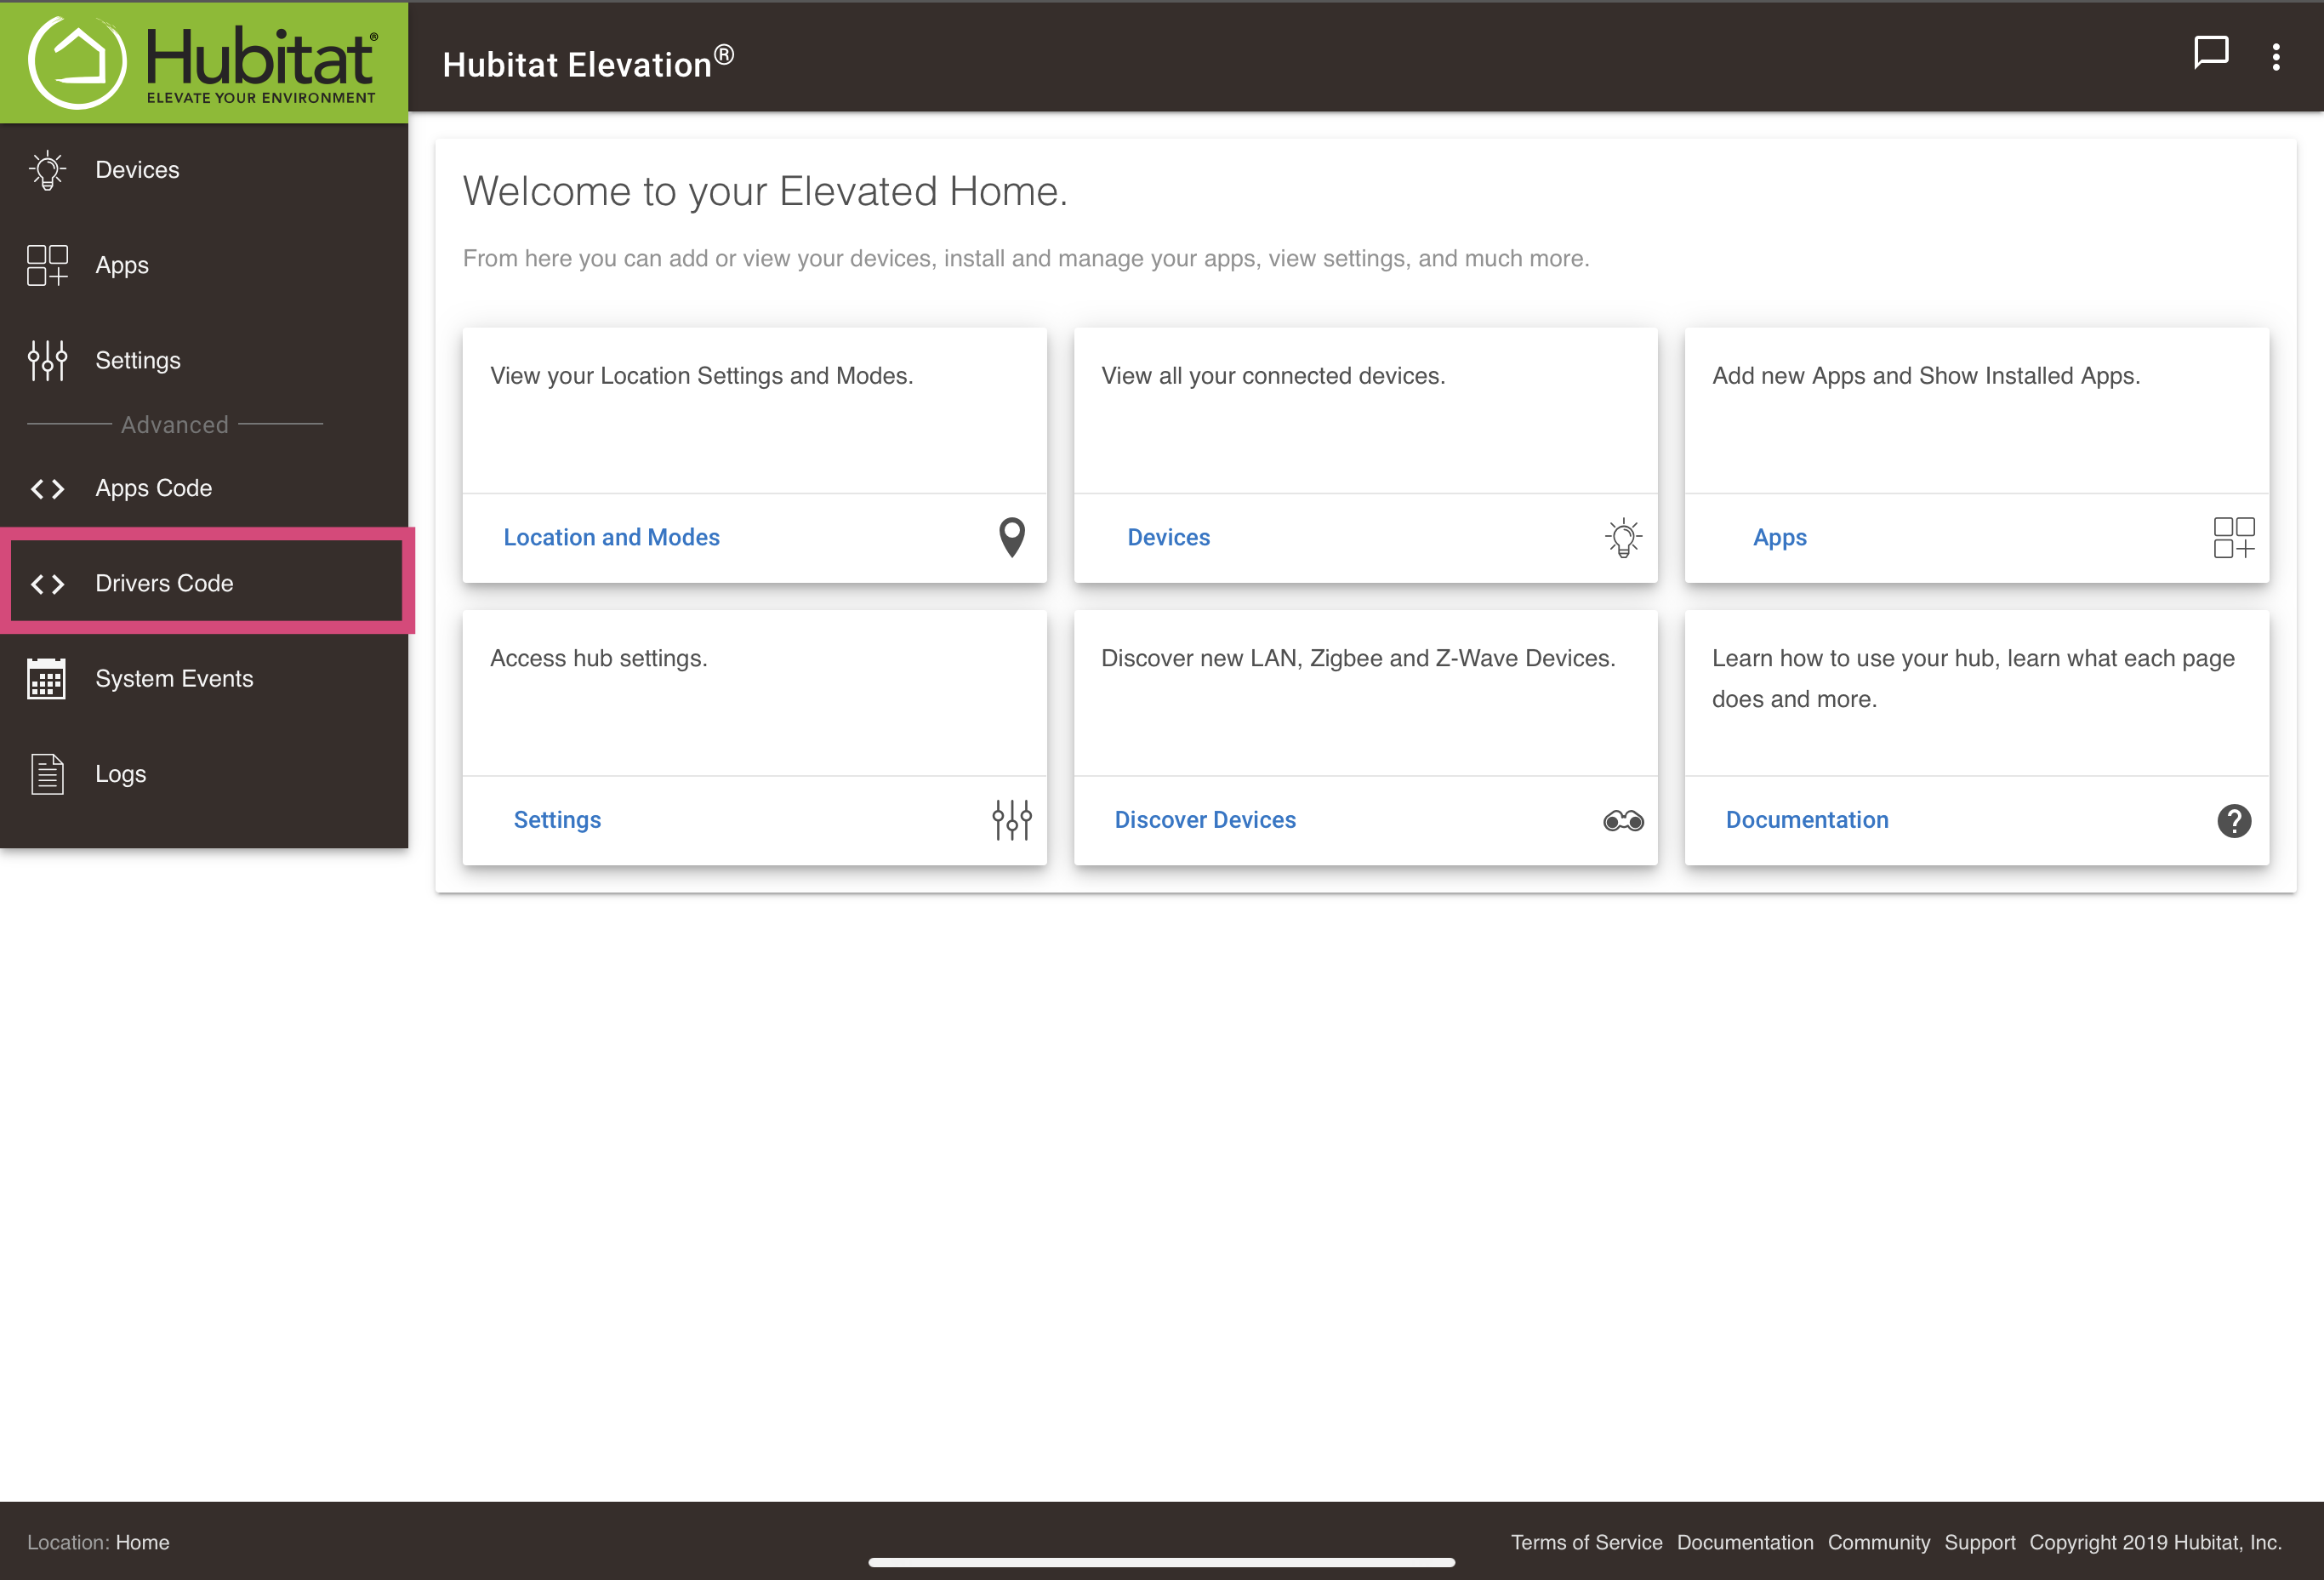 Hubitat®
ELEVATE YOUR ENVIRONMENT
Hubitat Elevation®
Devices
Apps
Settings
Advanced
Apps Code
Drivers Code
System Events
Logs
Welcome to your Elevated Home.
From here you can add or view your devices, install and manage your apps, view settings, and much more.
View your Location Settings and Modes.
Location and Modes
View all your connected devices.
Devices
Add new Apps and Show Installed Apps.
Apps
Access hub settings.
Settings
Discover new LAN, Zigbee and Z-Wave Devices.
Discover Devices
Learn how to use your hub, learn what each page
does and more.
Documentation
Location: Home
Terms of Service Documentation Community Support Copyright 2019 Hubitat, Inc.